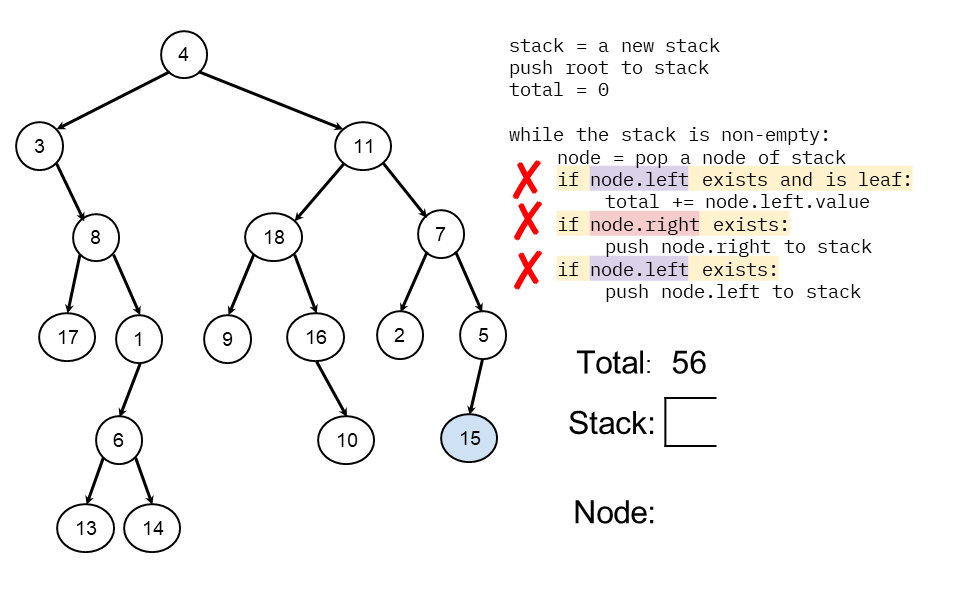 4
stack = a new stack
push root to stack
total = 0
3
11
while the stack is non-empty:
node = pop a node of stack
if node.left exists and is leaf:
total += node.left.value
if node.right exists:
push node.right to stack
if node.left exists:
push node.left to stack
8
18
7
17
1
9
16
2
5
Total: 56
Stack:
6
10
15
Node:
13
14